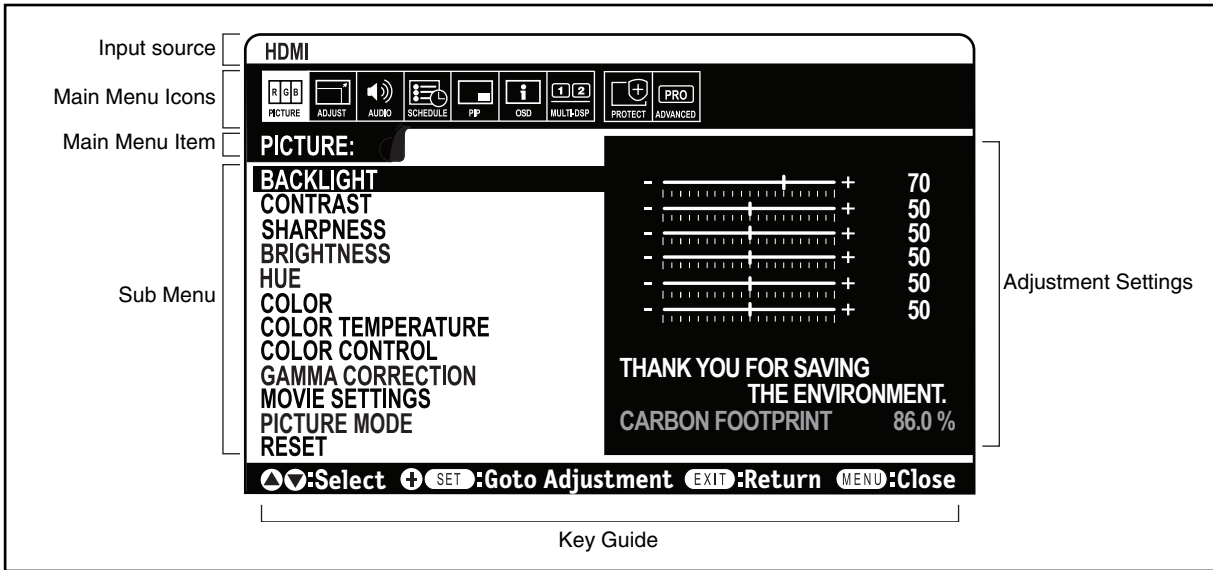 Input source
HDMI
Main Menu Icons
R G B
PICTURE
ADJUST
AUDIO
SCHEDULE
PIP
i
OSD
1 2
MULTI-DSP
PROTECT
PRO
ADVANCED
Main Menu Item
PICTURE:
Sub Menu
BACKLIGHT - + 70
CONTRAST - + 50
SHARPNESS - + 50
BRIGHTNESS - + 50
HUE - + 50
COLOR - + 50
COLOR TEMPERATURE
COLOR CONTROL
GAMMA CORRECTION
MOVIE SETTINGS
PICTURE MODE
RESET
THANK YOU FOR SAVING
THE ENVIRONMENT.
CARBON FOOTPRINT 86.0 %
Adjustment Settings
:Select + SET :Goto Adjustment EXIT :Return MENU :Close
Key Guide